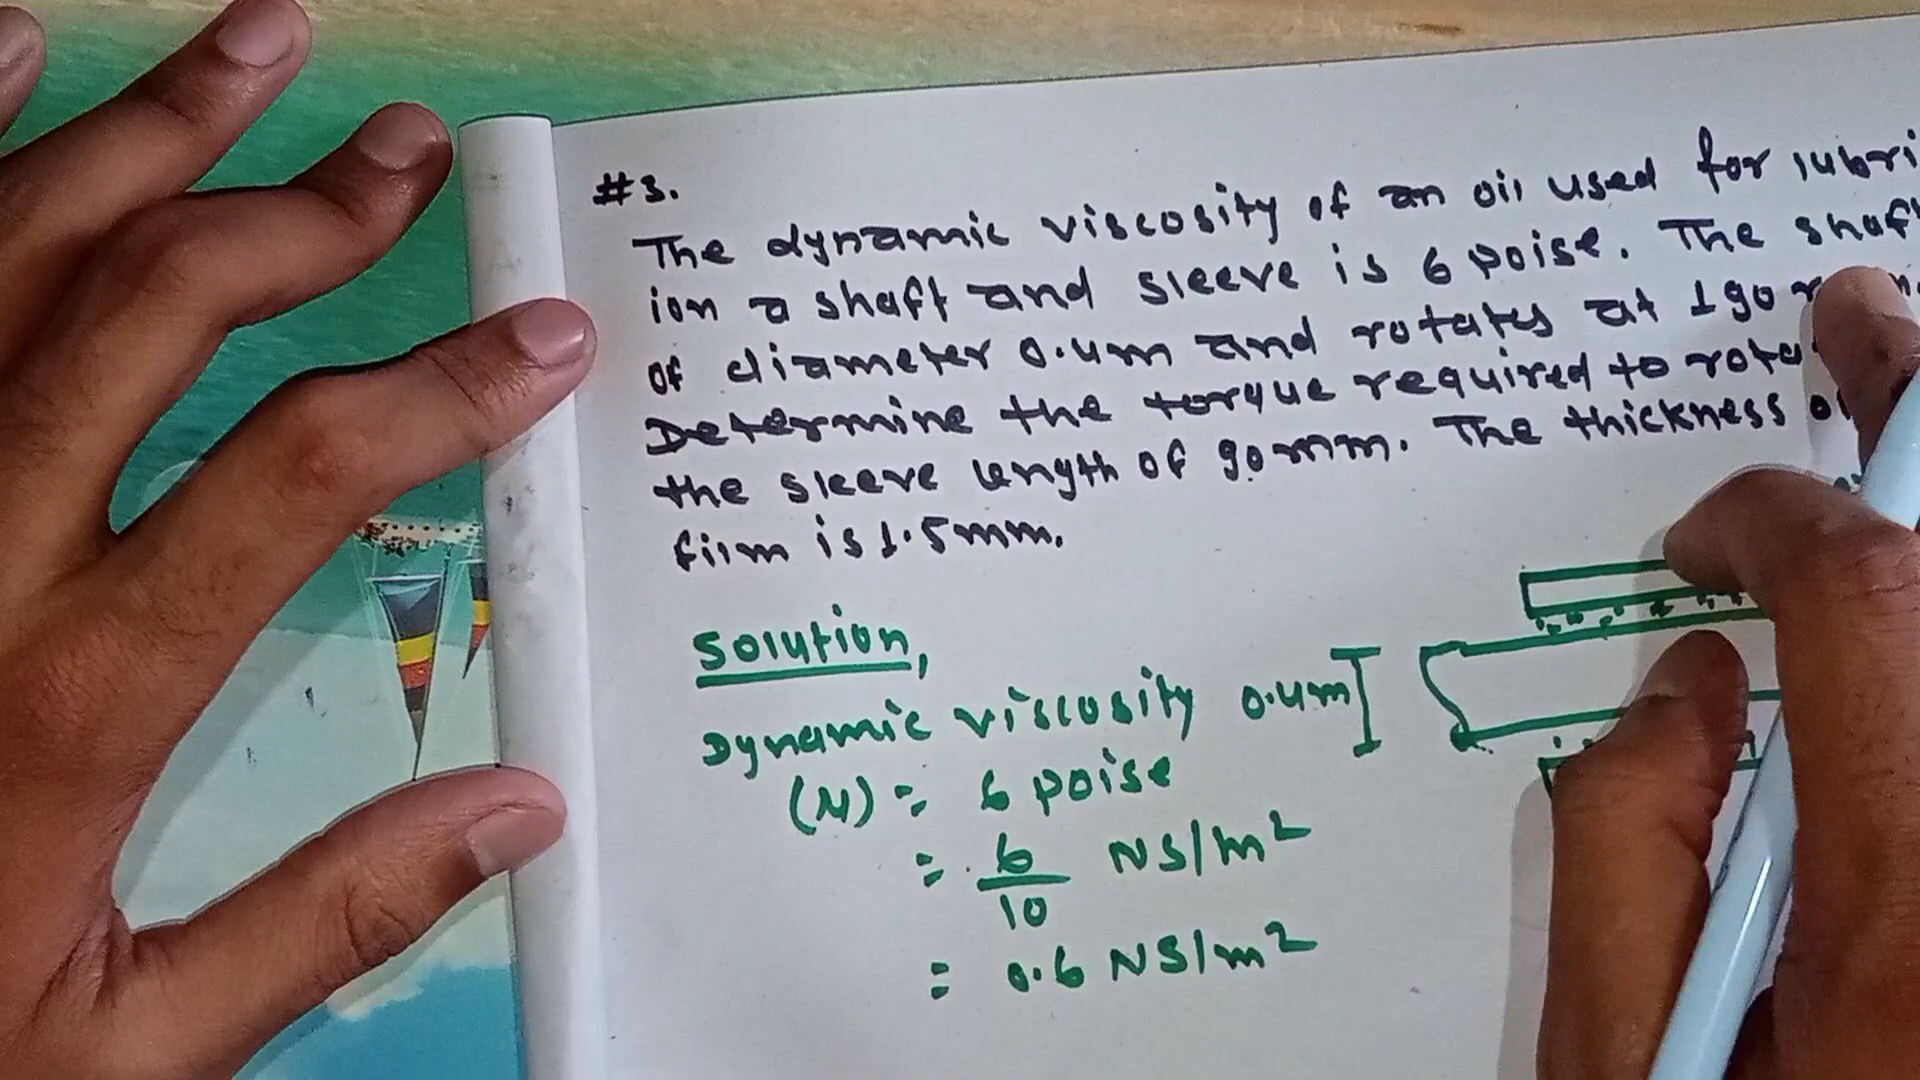 #3.
The dynamic viscosity of an oil used for lubri
ion a shaft and sleeve is 6 poise. The shaf
of diameter 0.4m and rotates at 190
Determine the torque required to rota
the sleeve length of 90mm. The thickness
film is 1.5mm.
Solution,
Dynamic viscosity 0.4m
(μ) = 6 poise
= 6/10 NS/m²
= 0.6 NS/m²